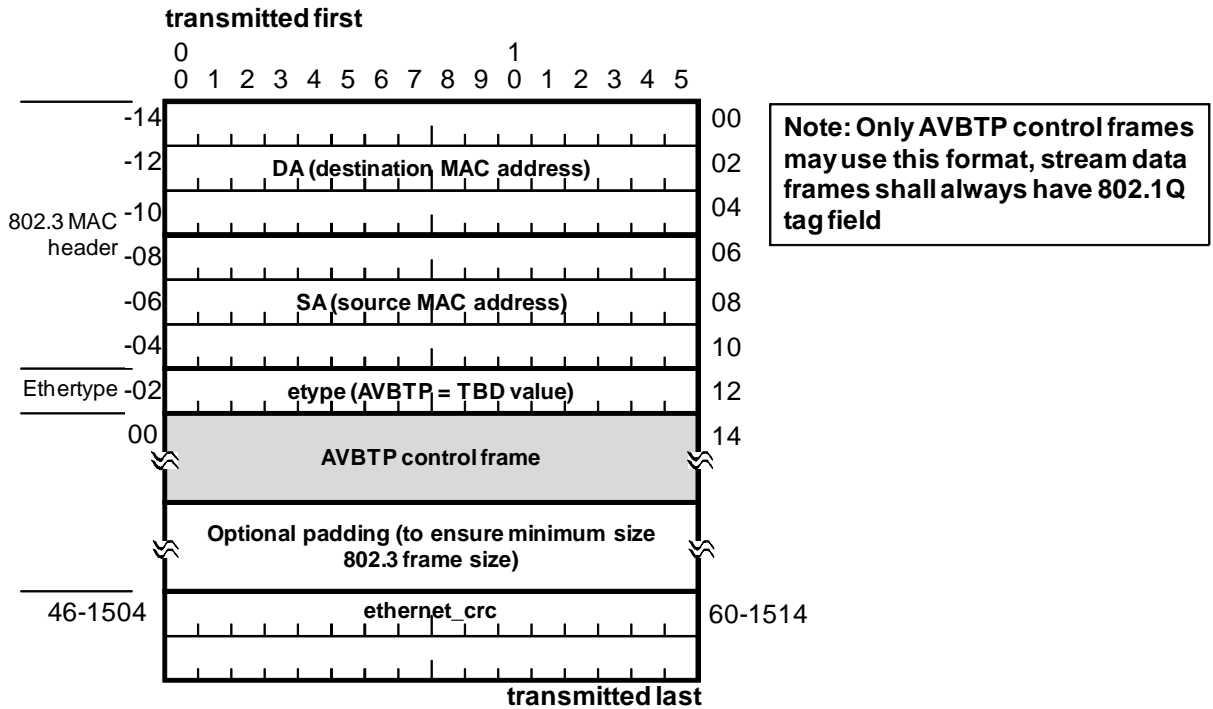 transmitted first
0 1
0 1 2 3 4 5 6 7 8 9 0 1 2 3 4 5
-14 00
Note: Only AVBTP control frames
may use this format, stream data
frames shall always have 802.1Q
tag field
-12 DA (destination MAC address) 02
-10 04
802.3 MAC
header
-08 06
-06 SA (source MAC address) 08
-04 10
Ethertype -02 etype (AVBTP = TBD value) 12
00 14
AVBTP control frame
Optional padding (to ensure minimum size
802.3 frame size)
46-1504 ethernet_crc 60-1514
transmitted last